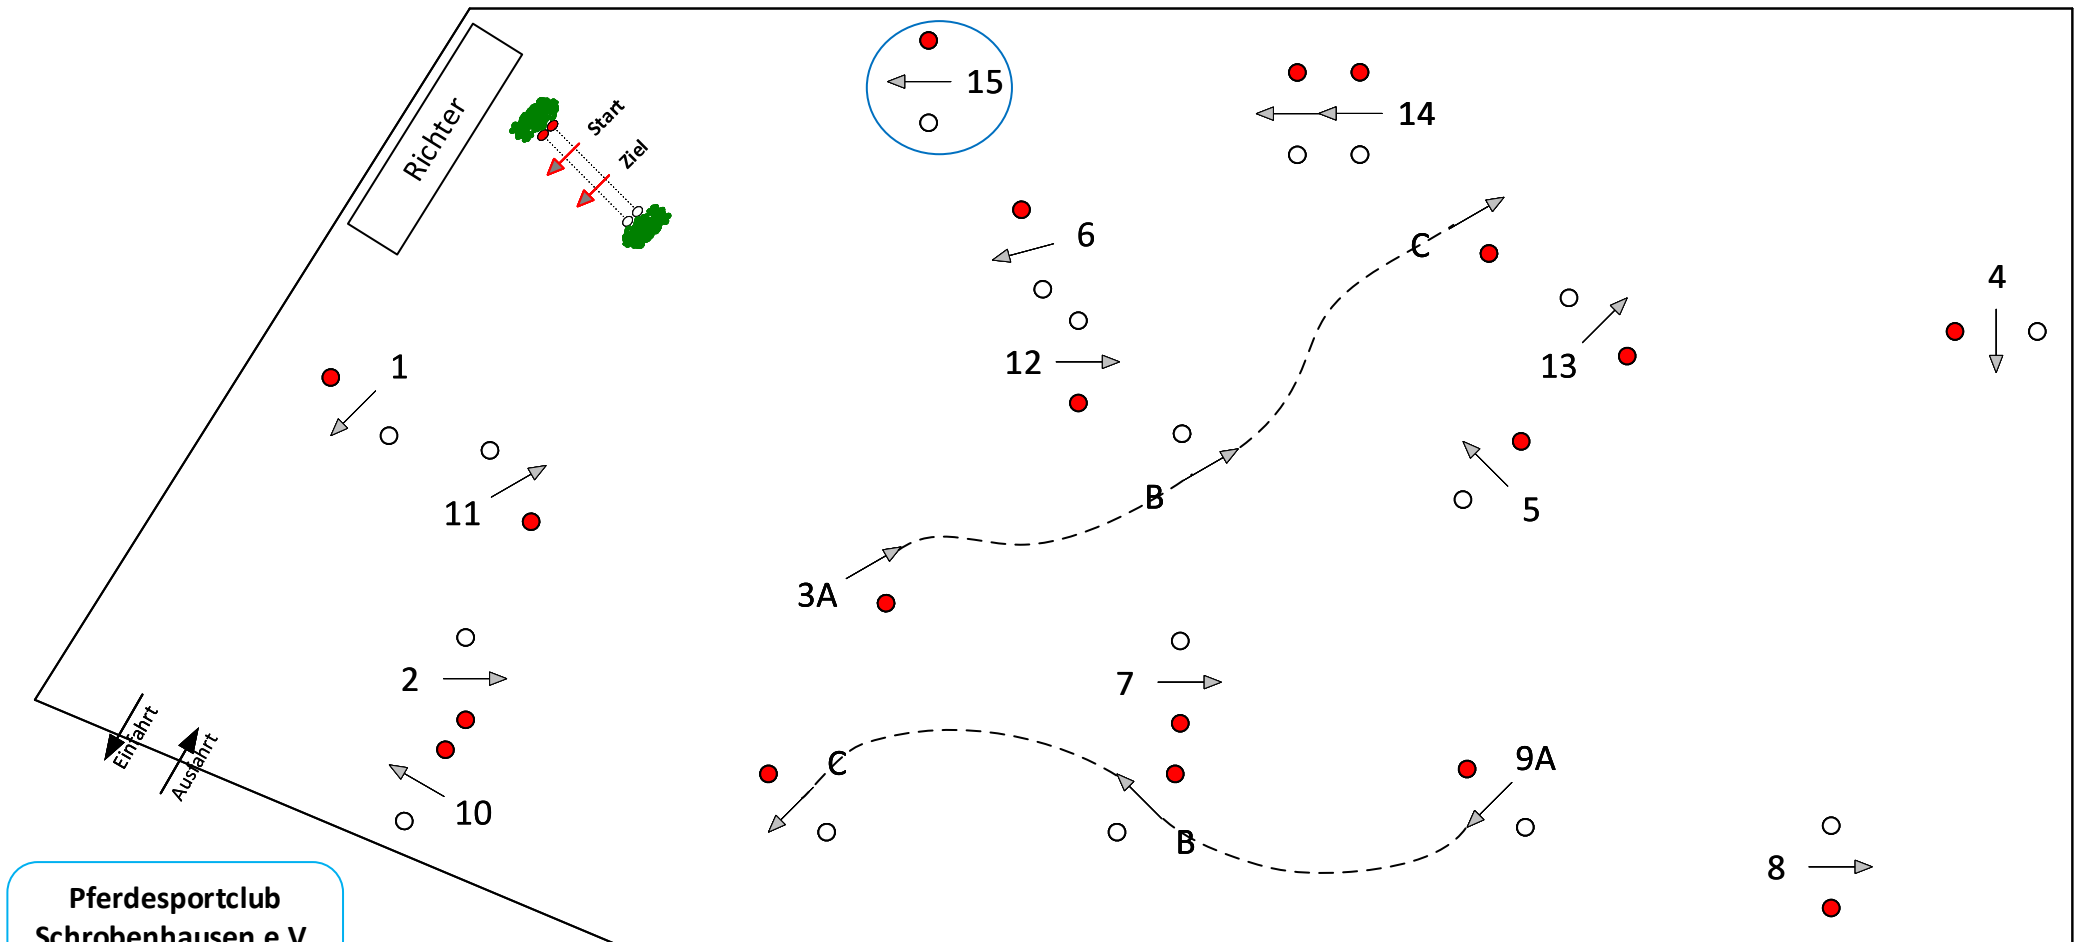 15
14
Richter
Start
Ziel
6
C
4
1
12
13
11
B
5
3A
2
7
Einfahrt
Ausfahrt
C
9A
10
B
8
Pferdesportclub
Schrobenhausen e.V.